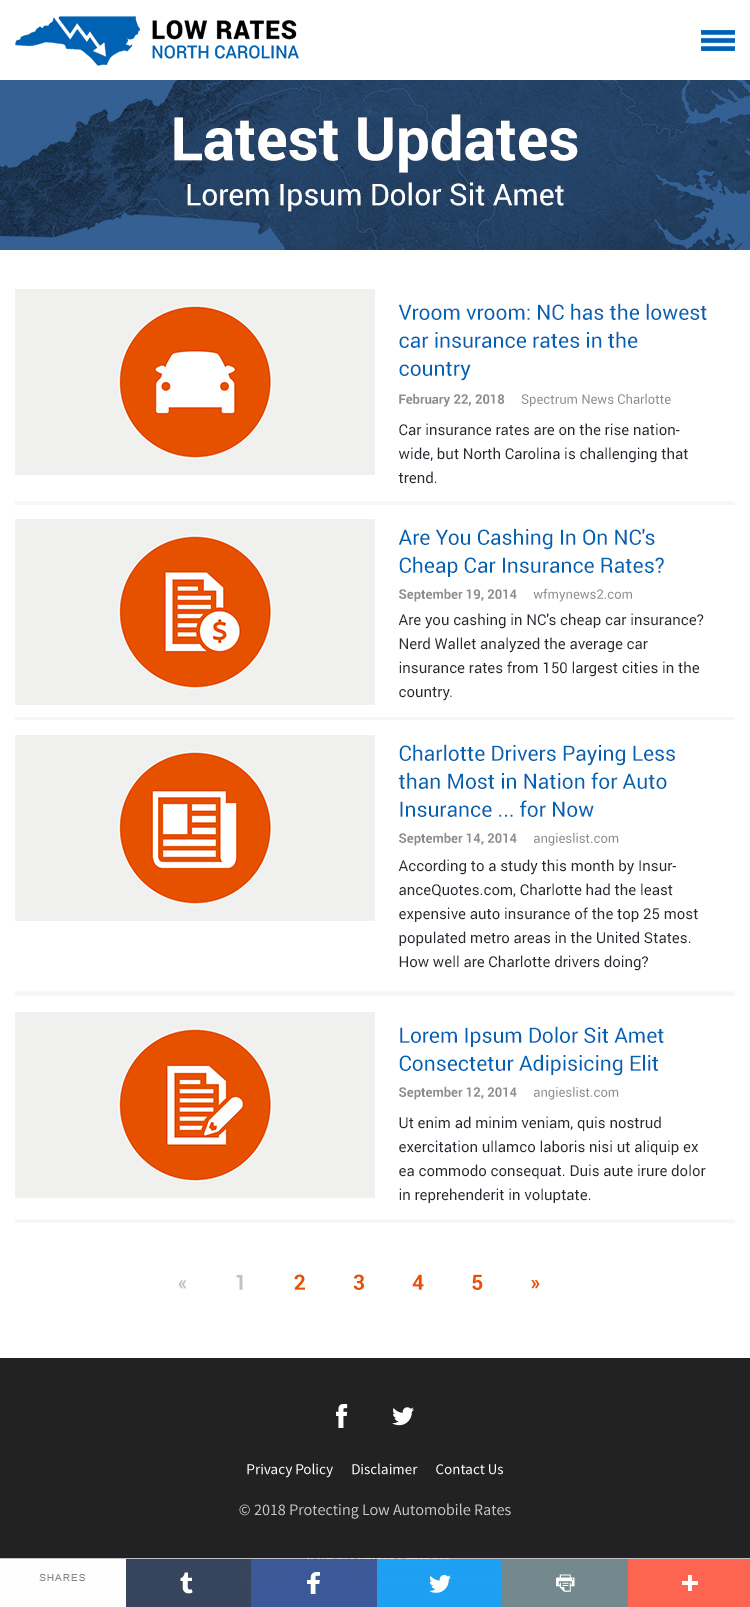 LOW RATES
NORTH CAROLINA
Latest Updates
Lorem Ipsum Dolor Sit Amet
Vroom vroom: NC has the lowest
car insurance rates in the
country
February 22, 2018 Spectrum News Charlotte
Car insurance rates are on the rise nation-
wide, but North Carolina is challenging that
trend.
Are You Cashing In On NC's
Cheap Car Insurance Rates?
September 19, 2014 wfmynews2.com
Are you cashing in NC's cheap car insurance?
Nerd Wallet analyzed the average car
insurance rates from 150 largest cities in the
country.
Charlotte Drivers Paying Less
than Most in Nation for Auto
Insurance ... for Now
September 14, 2014 angieslist.com
According to a study this month by Insur-
anceQuotes.com, Charlotte had the least
expensive auto insurance of the top 25 most
populated metro areas in the United States.
How well are Charlotte drivers doing?
Lorem Ipsum Dolor Sit Amet
Consectetur Adipisicing Elit
September 12, 2014 angieslist.com
Ut enim ad minim veniam, quis nostrud
exercitation ullamco laboris nisi ut aliquip ex
ea commodo consequat. Duis aute irure dolor
in reprehenderit in voluptate.
« 1 2 3 4 5 »
Privacy Policy Disclaimer Contact Us
© 2018 Protecting Low Automobile Rates
SHARES